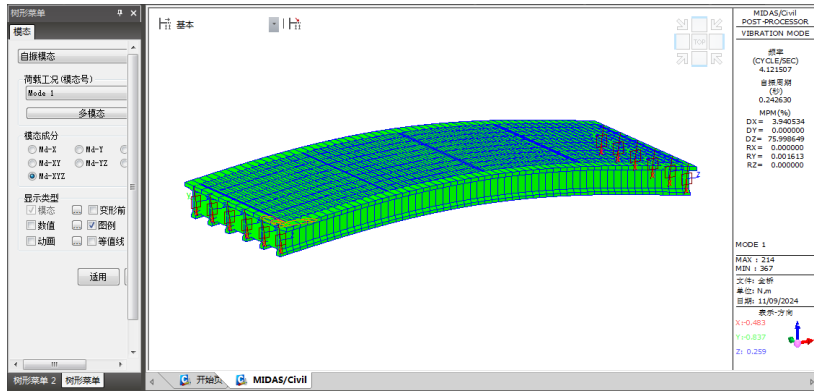 树形菜单
模态
自振模态
荷载工况(模态号)
Mode 1
多模态
模态成分
Md-X Md-Y
Md-XY Md-YZ
Md-XYZ
显示类型
模态 ... 变形前
数值 ... 图例
动画 ... 等值线
适用
树形菜单 2 树形菜单
基本
TOP
开始页
MIDAS/Civil
MIDAS/Civil
POST-PROCESSOR
VIBRATION MODE
频率
(CYCLE/SEC)
4.121507
自振周期
(秒)
0.242630
MPM(%)
DX= 3.940534
DY= 0.000000
DZ= 75.998649
RX= 0.000000
RY= 0.001613
RZ= 0.000000
MODE 1
MAX : 214
MIN : 367
文件: 全桥
单位: N,m
日期: 11/09/2024
表示-方向
X:-0.483
Y:-0.837
Z: 0.259